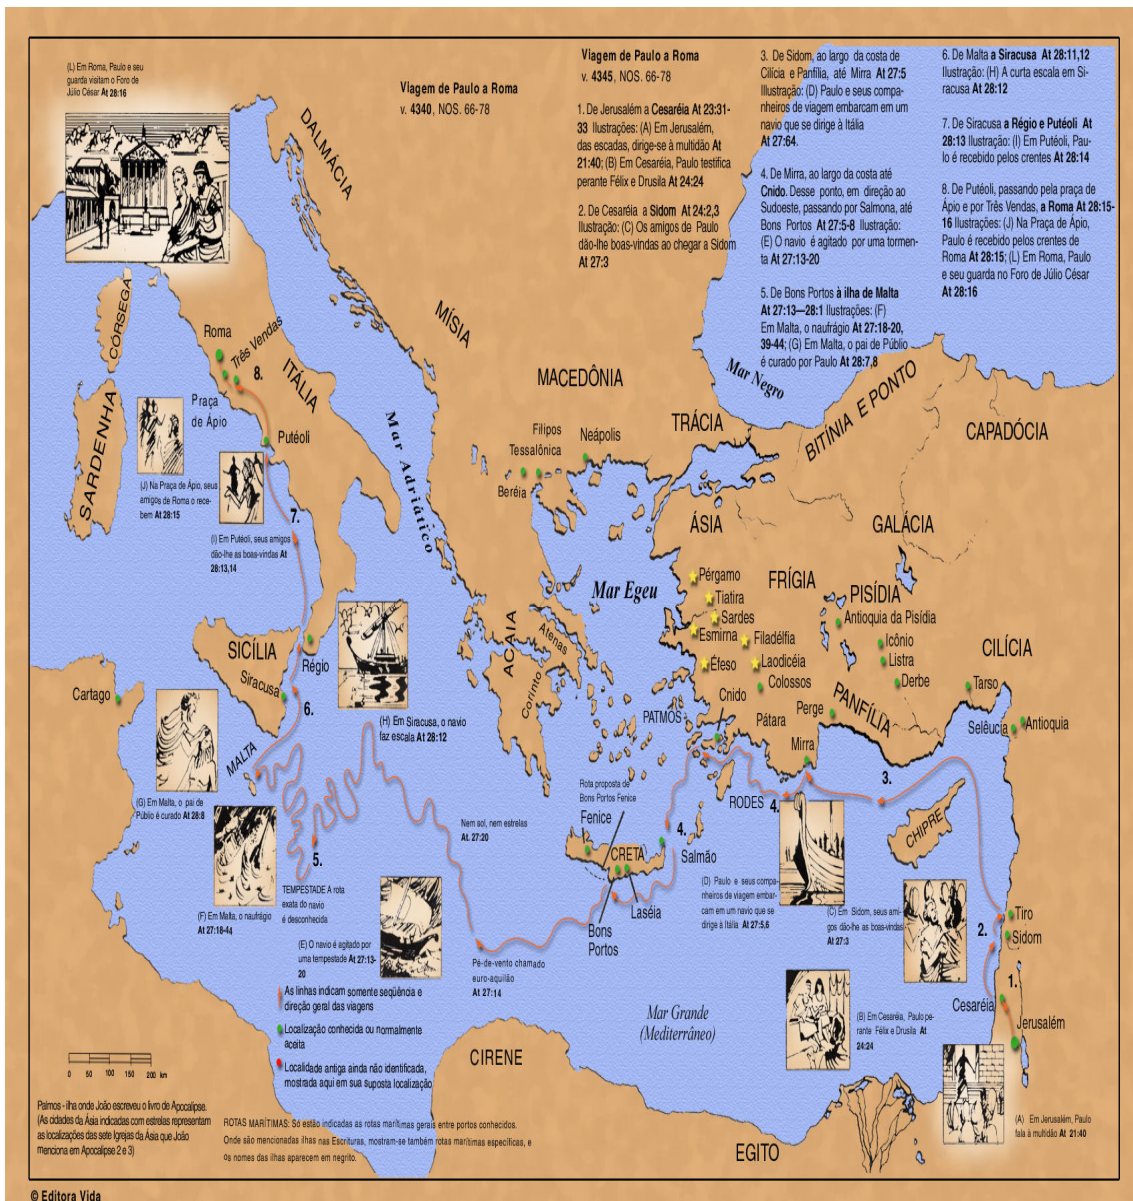 (L) Em Roma, Paulo e seu
guarda visitam o Foro de
Júlio César At 28:16
Viagem de Paulo a Roma
v. 4340, NOS. 66-78
Viagem de Paulo a Roma
v. 4345, NOS. 66-78
1. De Jerusalém a Cesaréia At 23:31-
33 Ilustrações: (A) Em Jerusalém,
das escadas, dirige-se à multidão At
21:40; (B) Em Cesaréia, Paulo testifica
perante Félix e Drusila At 24:24
2. De Cesaréia a Sidom At 24:2,3
Ilustração: (C) Os amigos de Paulo
dão-lhe boas-vindas ao chegar a Sidom
At 27:3
3. De Sidom, ao largo da costa de
Cilícia e Panfília, até Mirra At 27:5
Illustração: (D) Paulo e seus compa-
nheiros de viagem embarcam em um
navio que se dirige à Itália
At 27:64.
4. De Mirra, ao largo da costa até
Cnido. Desse ponto, em direção ao
Sudoeste, passando por Salmona, até
Bons Portos At 27:5-8 Ilustração:
(E) O navio é agitado por uma tormen-
ta At 27:13-20
5. De Bons Portos à ilha de Malta
At 27:13—28:1 Ilustrações: (F)
Em Malta, o naufrágio At 27:18-20,
39-44; (G) Em Malta, o pai de Públio
é curado por Paulo At 28:7,8
6. De Malta a Siracusa At 28:11,12
Ilustração: (H) A curta escala em Si-
racusa At 28:12
7. De Siracusa a Régio e Putéoli At
28:13 Ilustração: (I) Em Putéoli, Pau-
lo é recebido pelos crentes At 28:14
8. De Putéoli, passando pela praça de
Ápio e por Três Vendas, a Roma At 28:15-
16 Ilustrações: (J) Na Praça de Ápio,
Paulo é recebido pelos crentes de
Roma At 28:15; (L) Em Roma, Paulo
e seu guarda no Foro de Júlio César
At 28:16
DALMÁCIA
CÓRSEGA
MÍSIA
Roma
Três Vendas
8.
ITÁLIA
Mar Negro
MACEDÔNIA
BITÍNIA E PONTO
SARDENHA
Praça
de Ápio
Putéoli
Mar Adriático
Filipos
Tessalônica
Neápolis
Beréia
TRÁCIA
CAPADÓCIA
(J) Na Praça de Ápio, seus
amigos de Roma o rece-
bem At 28:15
7.
(I) Em Putéoli, seus amigos
dão-lhe as boas-vindas At
28:13,14
ÁSIA
GALÁCIA
Mar Egeu
Pérgamo
FRÍGIA
PISÍDIA
Tiatira
Sardes
Antioquia da Pisídia
Esmirna
Filadélfia
Icônio
CILÍCIA
SICÍLIA
Régio
ACAIA
Atenas
Éfeso
Laodicéia
Listra
Cartago
Siracusa
Corinto
Cnido
Colossos
Derbe
Tarso
6.
PATMOS
Pátara
Perge
PANFÍLIA
Selêucia
Antioquia
(H) Em Siracusa, o navio
faz escala At 28:12
MALTA
Mirra
3.
(G) Em Malta, o pai de
Públio é curado At 28:8
Rota proposta de
Bons Portos Fenice
RODES
4.
Nem sol, nem estrelas
At. 27:20
Fenice
4.
CHIPRE
CRETA
Salmão
5.
(F) Em Malta, o naufrágio
At 27:18-44
TEMPESTADE A rota
exata do navio
é desconhecida
(D) Paulo e seus compa-
nheiros de viagem embar-
cam em um navio que se
dirige à Itália At 27:5,6
(C) Em Sidom, seus ami-
gos dão-lhe as boas-vindas
At 27:3
Laséia
Bons
Portos
Tiro
2.
Sidom
(E) O navio é agitado por
uma tempestade At 27:13-
20
Pé-de-vento chamado
euro-aquilão
At 27:14
1.
Cesaréia
Jerusalém
As linhas indicam somente seqüência e
direção geral das viagens
Localização conhecida ou normalmente
aceita
Localidade antiga ainda não identificada,
mostrada aqui em sua suposta localização
Mar Grande
(Mediterrâneo)
(B) Em Cesaréia, Paulo pe-
rante Félix e Drusila At
24:24
CIRENE
0 50 100 150 200 km
Palmos - ilha onde João escreveu o livro de Apocalipse.
(As cidades da Ásia indicadas com estrelas representam
as localizações das sete Igrejas da Ásia que João
menciona em Apocalipse 2 e 3)
ROTAS MARÍTIMAS: Só estão indicadas as rotas marítimas gerais entre portos conhecidos.
Onde são mencionadas ilhas nas Escrituras, mostram-se também rotas marítimas específicas, e
os nomes das ilhas aparecem em negrito.
EGITO
(A) Em Jerusalém, Paulo
fala à multidão At 21:40
© Editora Vida